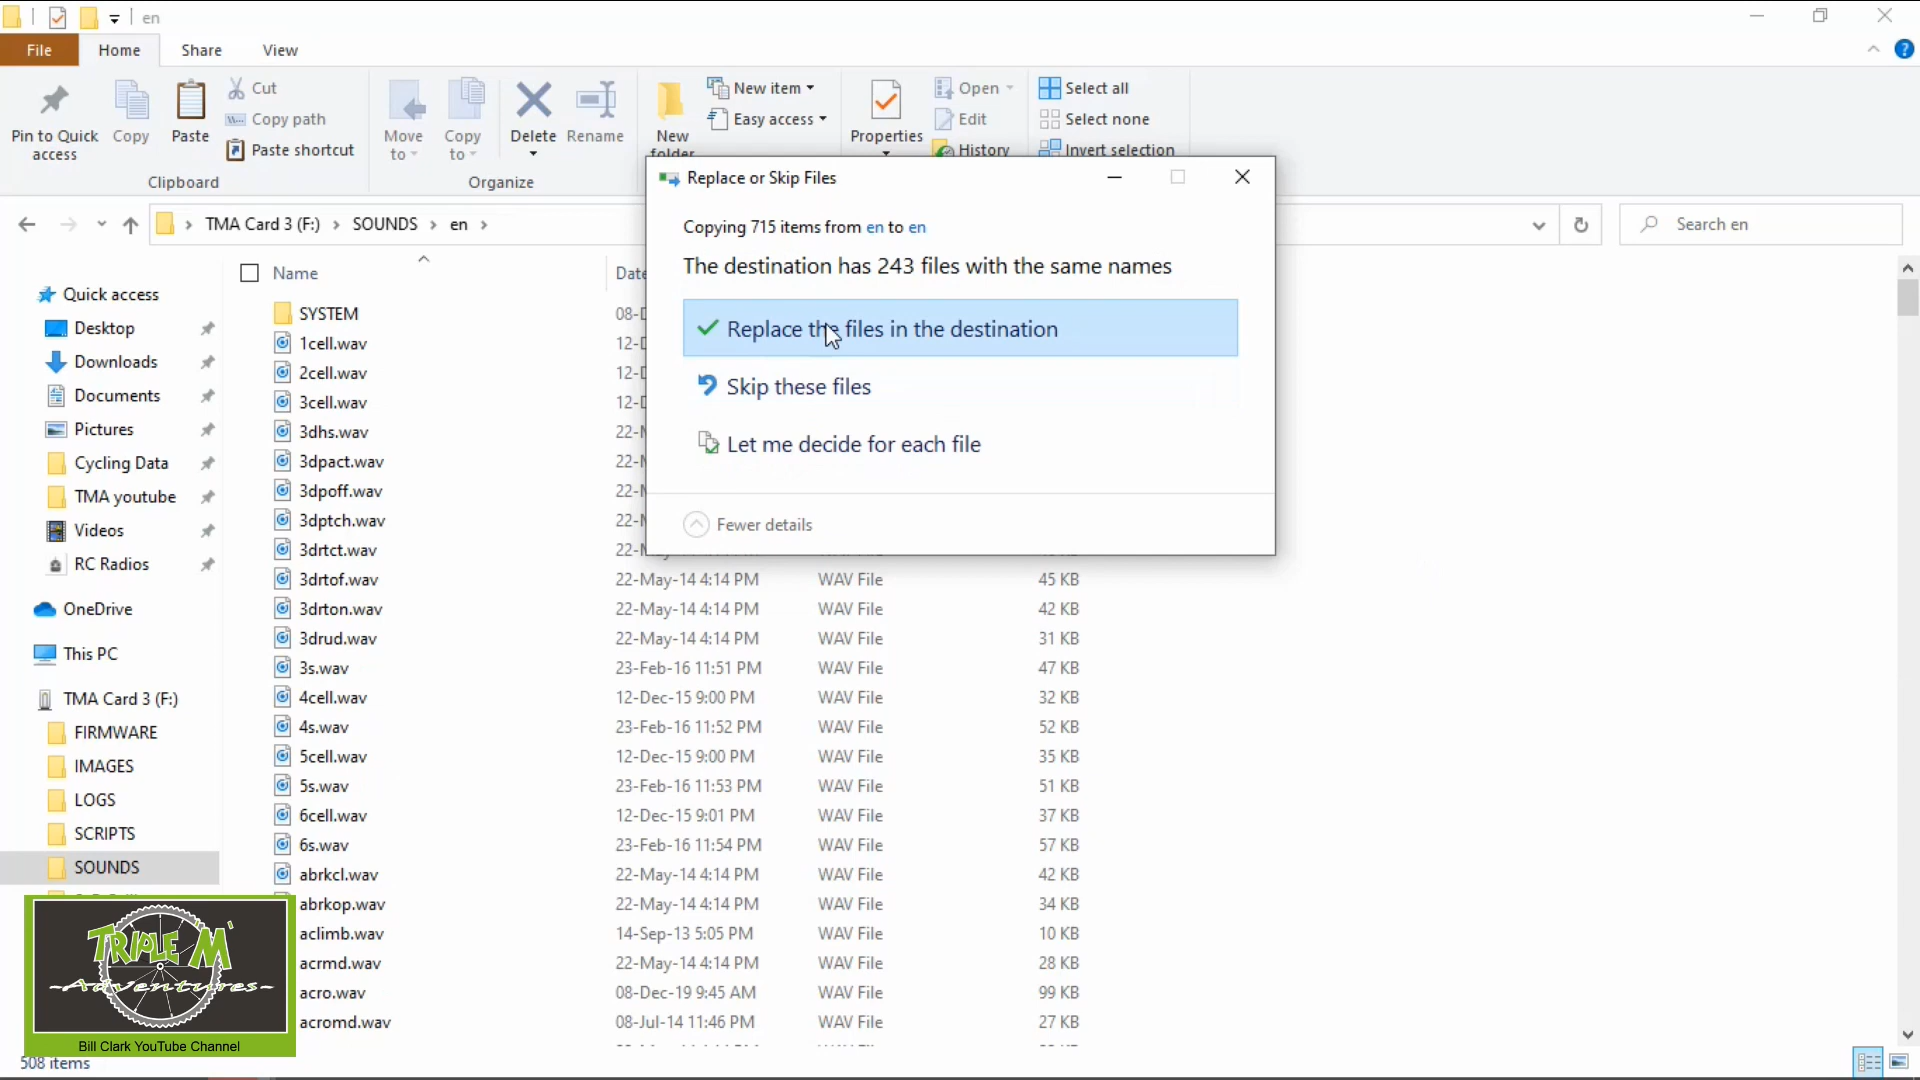 en
File Home Share View
Pin to Quick access
Copy
Paste
Cut
Copy path
Paste shortcut
Clipboard
Move to
Copy to
Delete
Rename
Organize
New folder
New item
Easy access
Properties
Open
Edit
History
Select all
Select none
Invert selection
TMA Card 3 (F:) › SOUNDS › en ›
Search en
Replace or Skip Files
Copying 715 items from en to en
The destination has 243 files with the same names
Replace the files in the destination
Skip these files
Let me decide for each file
Fewer details
Quick access
Desktop
Downloads
Documents
Pictures
Cycling Data
TMA youtube
Videos
RC Radios
OneDrive
This PC
TMA Card 3 (F:)
FIRMWARE
IMAGES
LOGS
SCRIPTS
SOUNDS
Name
SYSTEM
1cell.wav
2cell.wav
3cell.wav
3dhs.wav
3dpact.wav
3dpoff.wav
3dptch.wav
3drtct.wav
3drtof.wav 22-May-14 4:14 PM WAV File 45 KB
3drton.wav 22-May-14 4:14 PM WAV File 42 KB
3drud.wav 22-May-14 4:14 PM WAV File 31 KB
3s.wav 23-Feb-16 11:51 PM WAV File 47 KB
4cell.wav 12-Dec-15 9:00 PM WAV File 32 KB
4s.wav 23-Feb-16 11:52 PM WAV File 52 KB
5cell.wav 12-Dec-15 9:00 PM WAV File 35 KB
5s.wav 23-Feb-16 11:53 PM WAV File 51 KB
6cell.wav 12-Dec-15 9:01 PM WAV File 37 KB
6s.wav 23-Feb-16 11:54 PM WAV File 57 KB
abrkcl.wav 22-May-14 4:14 PM WAV File 42 KB
abrkop.wav 22-May-14 4:14 PM WAV File 34 KB
aclimb.wav 14-Sep-13 5:05 PM WAV File 10 KB
acrmd.wav 22-May-14 4:14 PM WAV File 28 KB
acro.wav 08-Dec-19 9:45 AM WAV File 99 KB
acromd.wav 08-Jul-14 11:46 PM WAV File 27 KB
TRIPLE M
-Adventures-
Bill Clark YouTube Channel
508 items